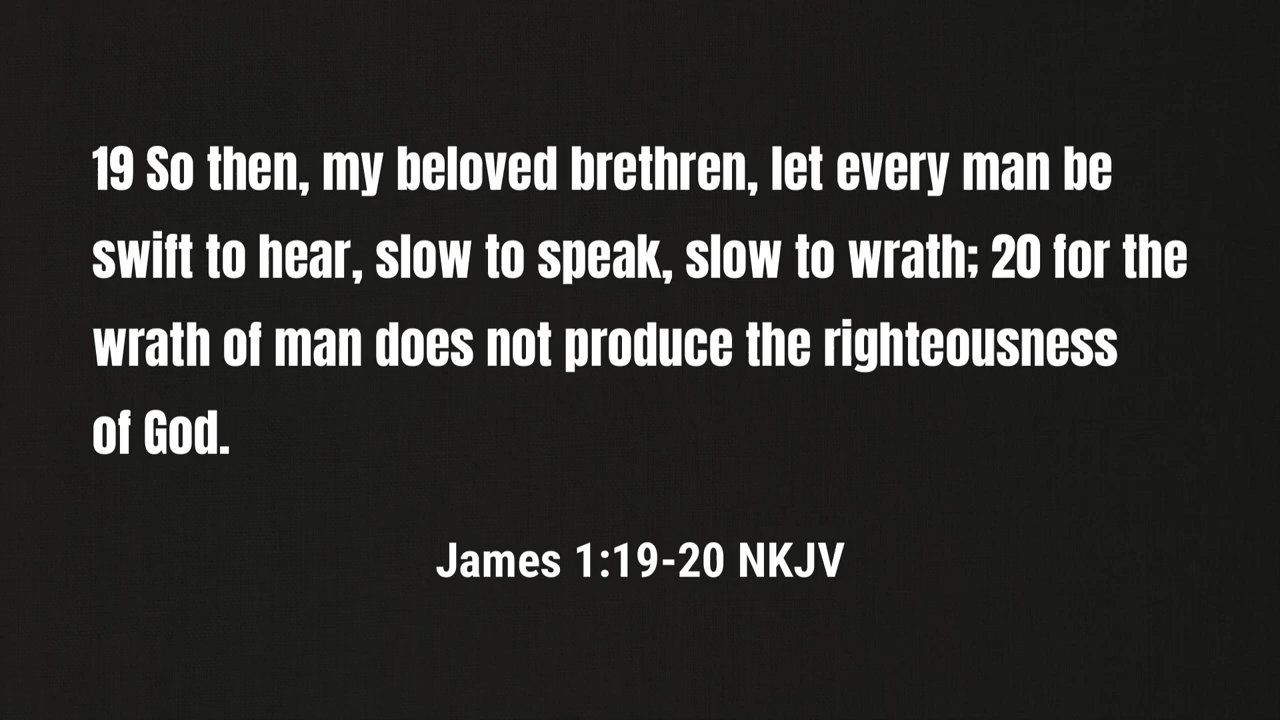 19 So then, my beloved brethren, let every man be
swift to hear, slow to speak, slow to wrath; 20 for the
wrath of man does not produce the righteousness
of God.
James 1:19-20 NKJV